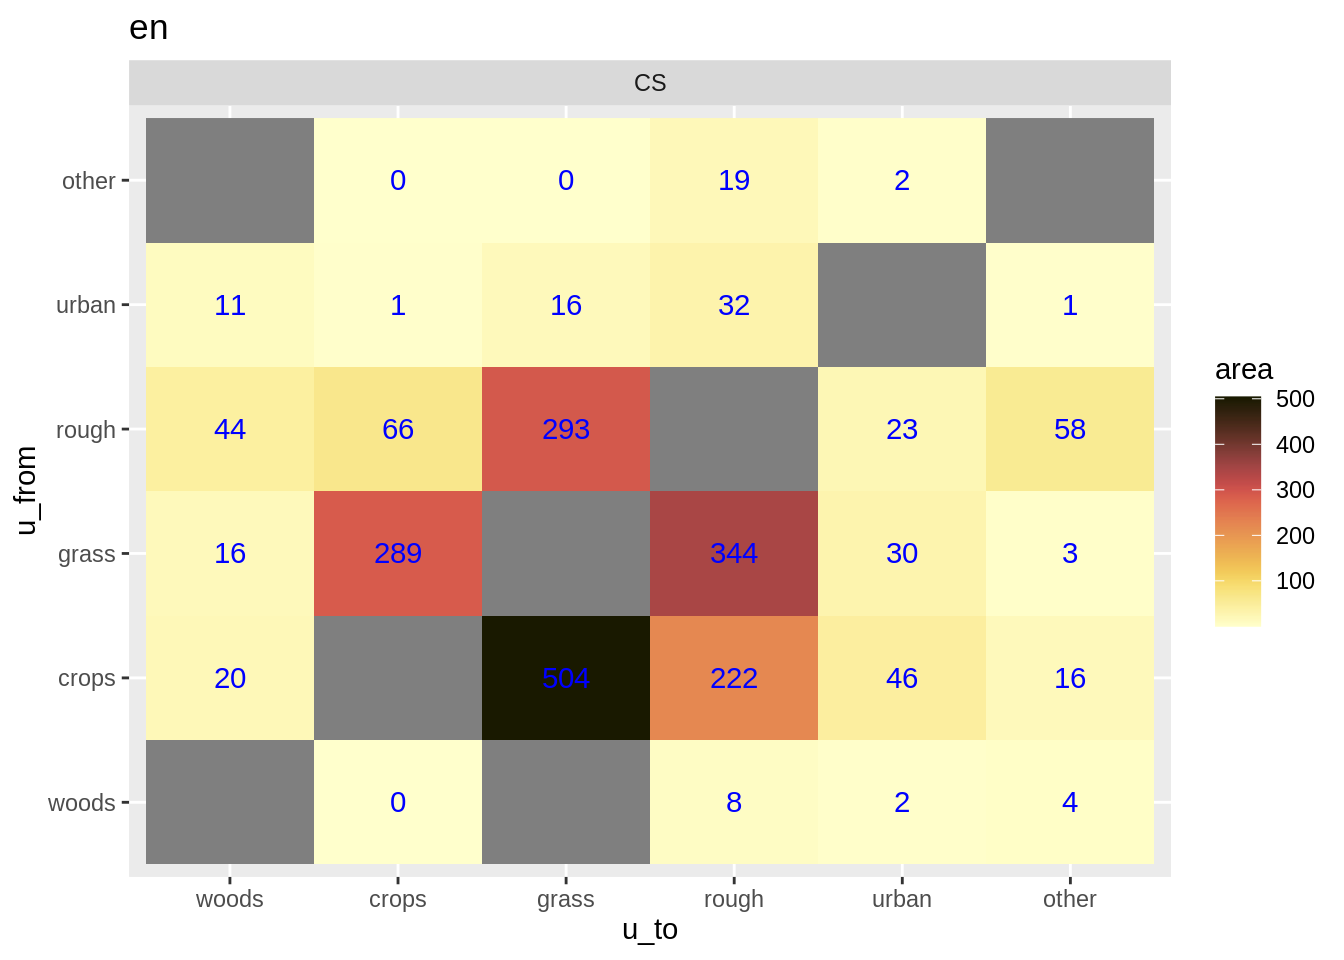 en
CS
other 0 0 19 2
urban 11 1 16 32 1
rough 44 66 293 23 58
grass 16 289 344 30 3
crops 20 504 222 46 16
woods 0 8 2 4
woods crops grass rough urban other
u_to
u_from
area
500
400
300
200
100